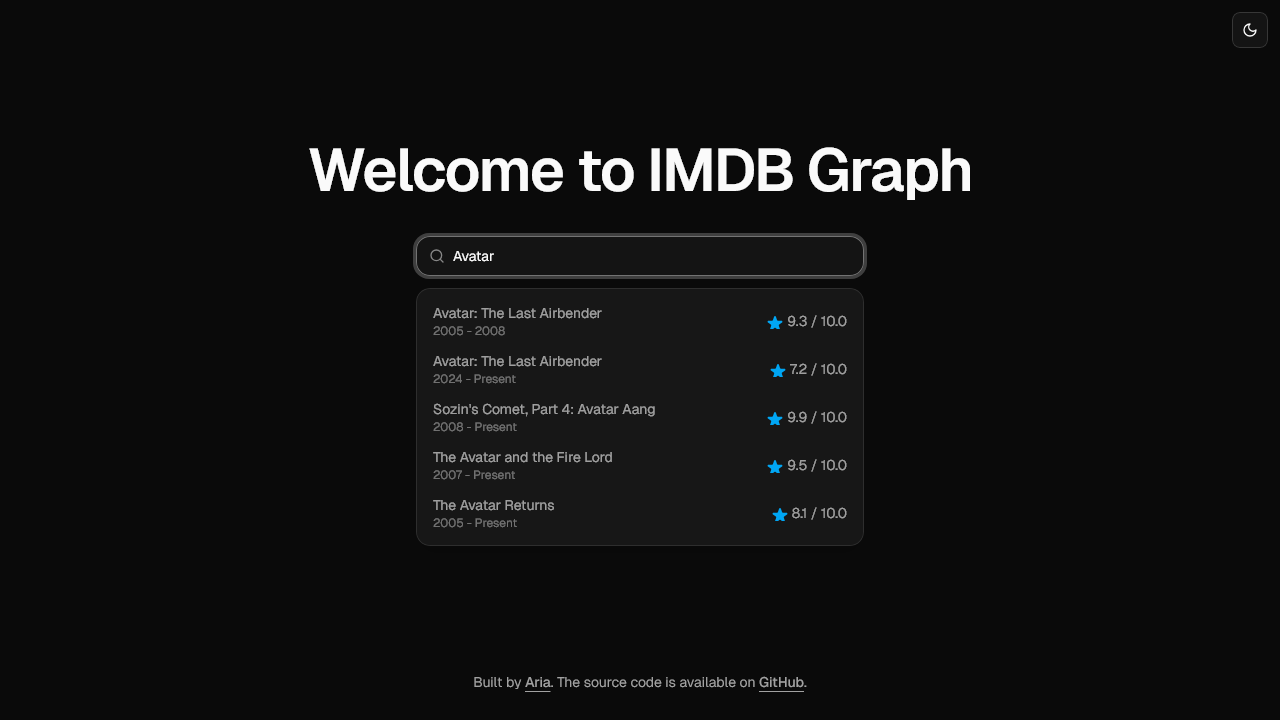 Welcome to IMDB Graph
Avatar
Avatar: The Last Airbender
2005 - 2008
9.3 / 10.0
Avatar: The Last Airbender
2024 - Present
7.2 / 10.0
Sozin's Comet, Part 4: Avatar Aang
2008 - Present
9.9 / 10.0
The Avatar and the Fire Lord
2007 - Present
9.5 / 10.0
The Avatar Returns
2005 - Present
8.1 / 10.0
Built by Aria. The source code is available on GitHub.